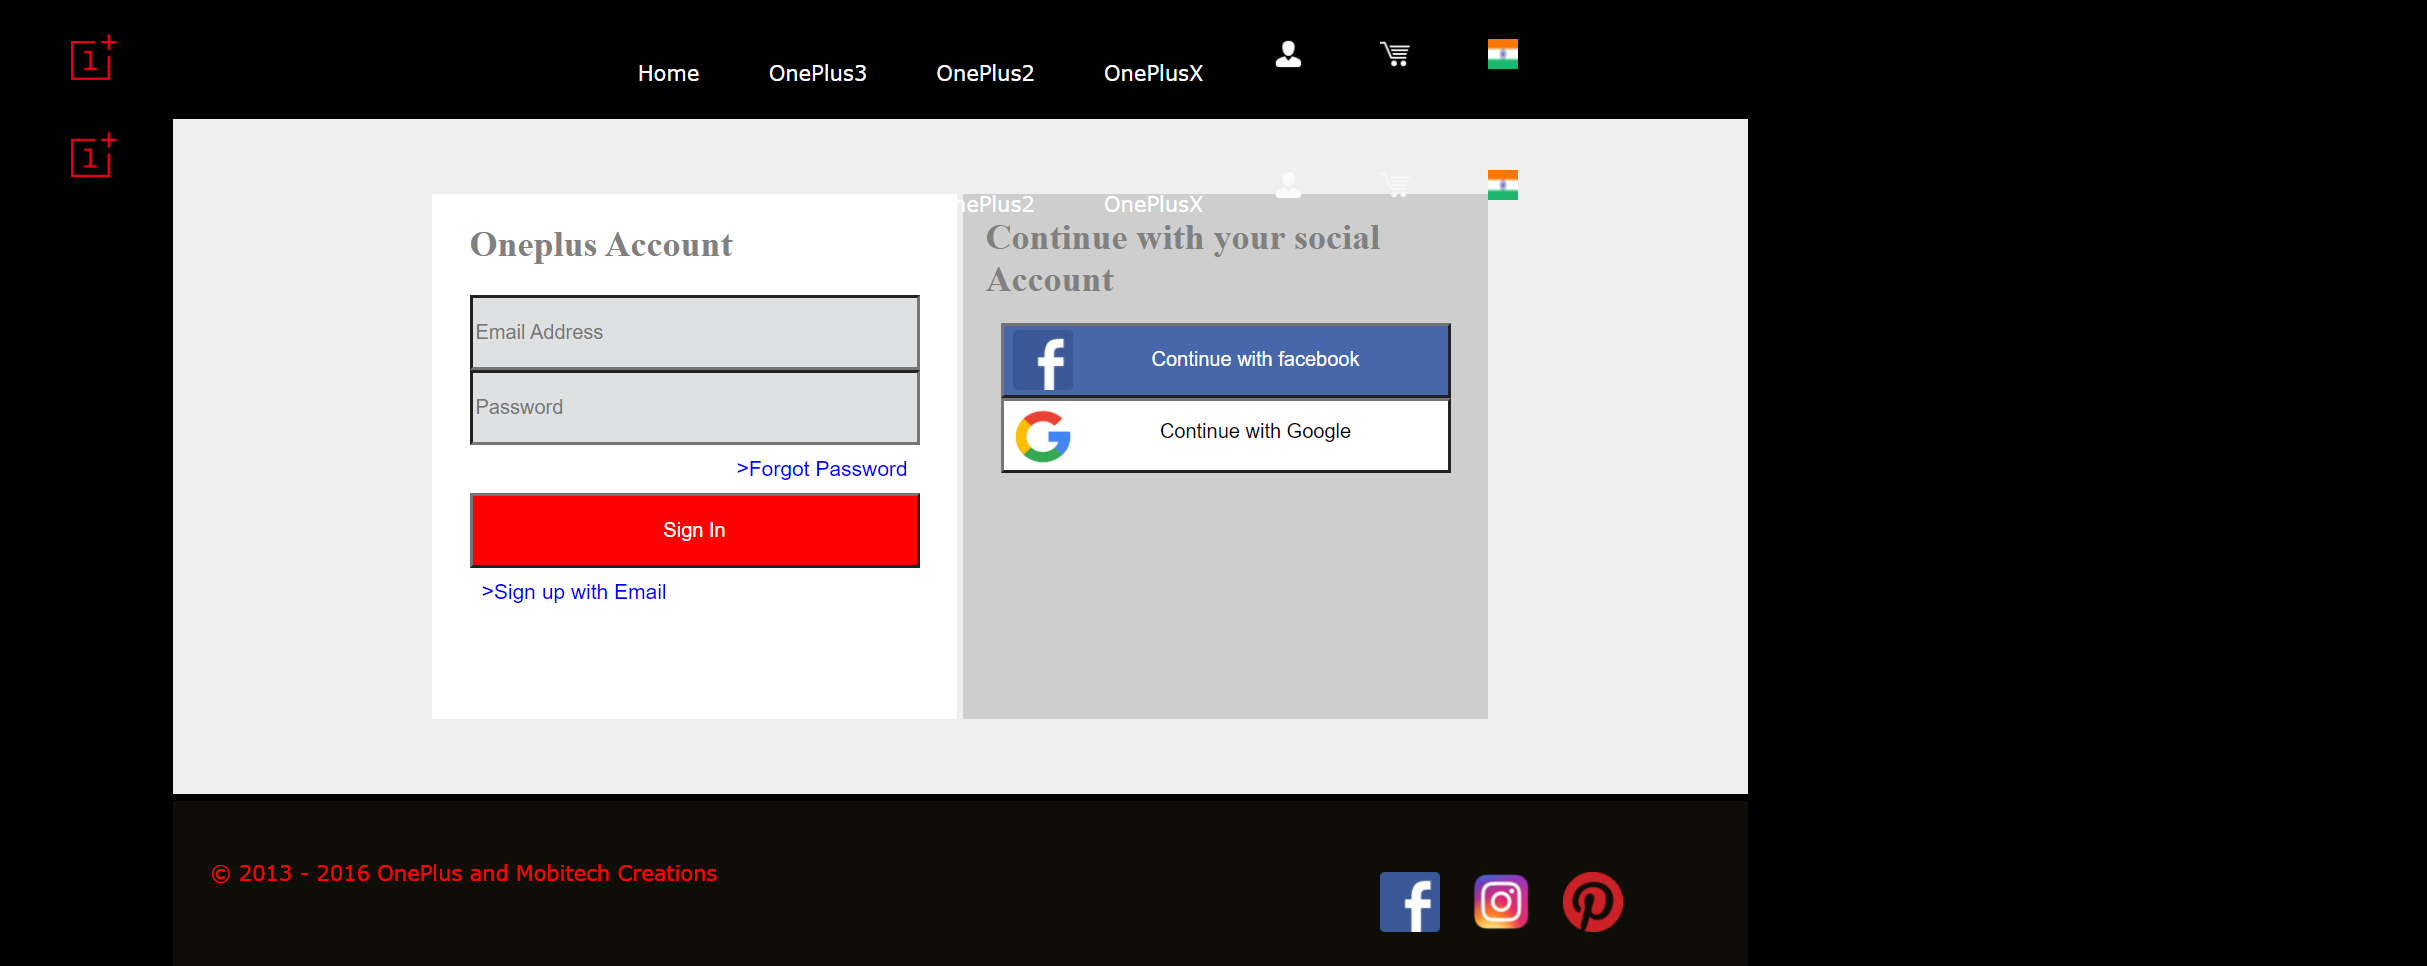 Home OnePlus3 OnePlus2 OnePlusX
nePlus2 OnePlusX
Oneplus Account
Email Address
Password
>Forgot Password
Sign In
>Sign up with Email
Continue with your social
Account
Continue with facebook
Continue with Google
© 2013 - 2016 OnePlus and Mobitech Creations